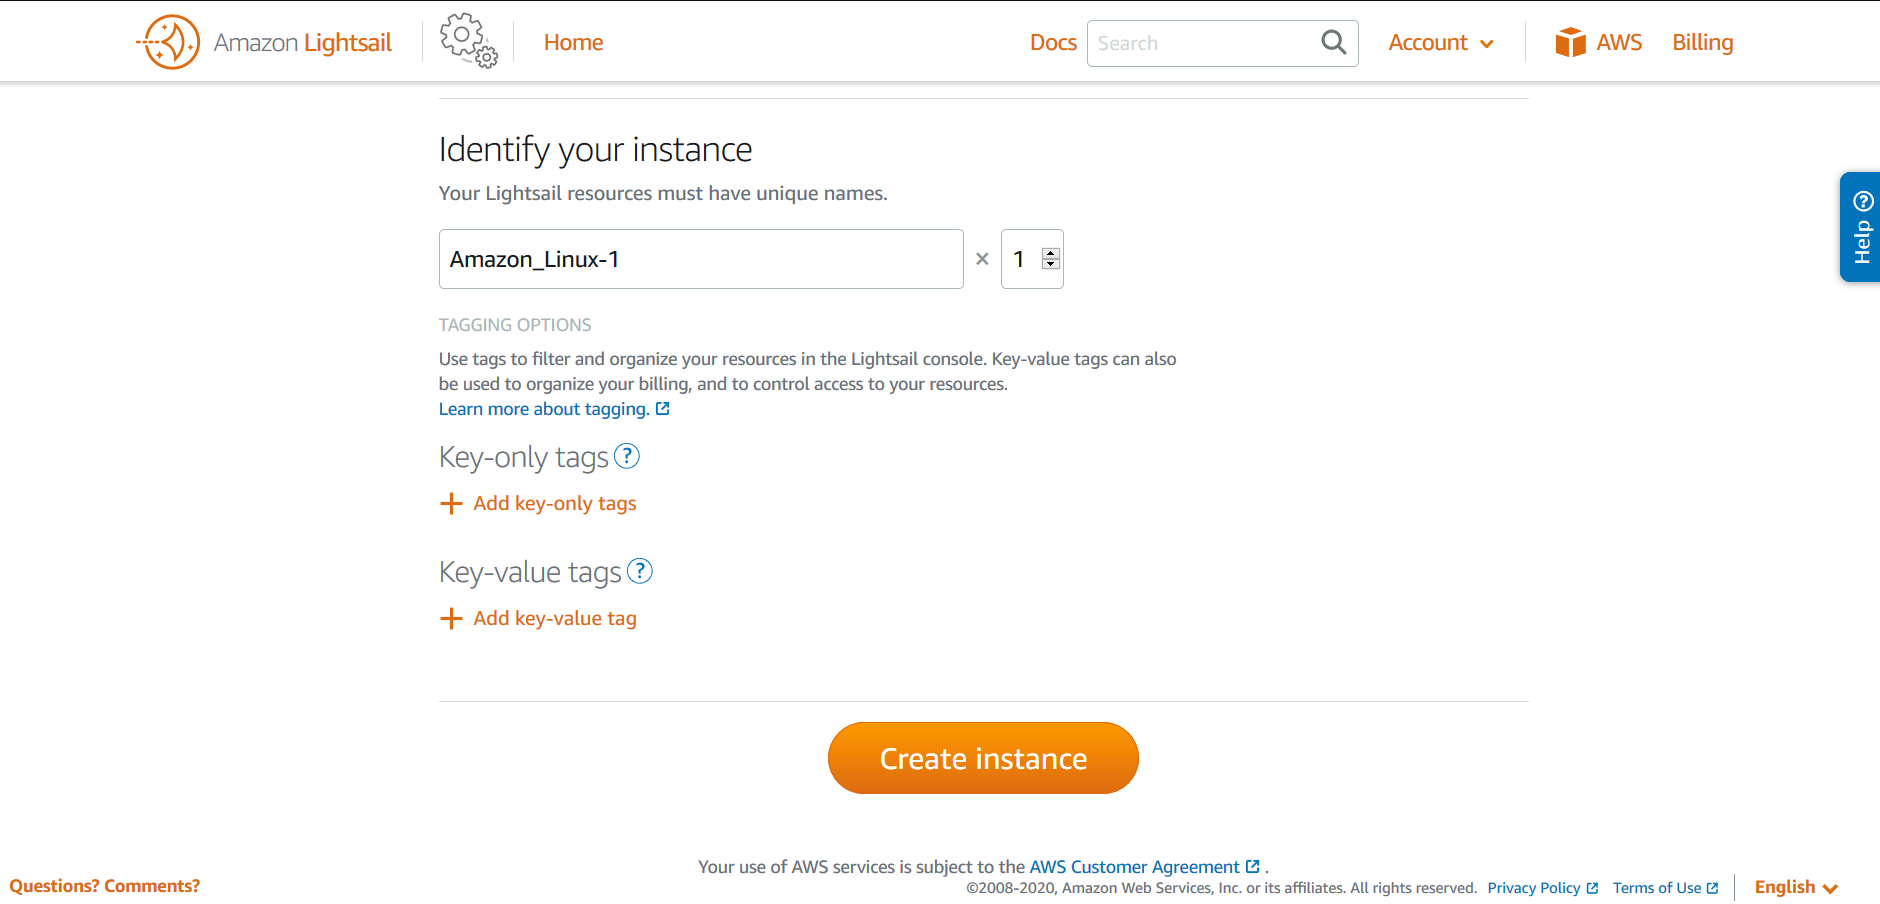 Amazon Lightsail
Home
Docs
Search
Account
AWS
Billing
Identify your instance
Your Lightsail resources must have unique names.
Amazon_Linux-1
×
1
Help ?
TAGGING OPTIONS
Use tags to filter and organize your resources in the Lightsail console. Key-value tags can also
be used to organize your billing, and to control access to your resources.
Learn more about tagging.
Key-only tags ?
+ Add key-only tags
Key-value tags ?
+ Add key-value tag
Create instance
Your use of AWS services is subject to the AWS Customer Agreement .
Questions? Comments?
©2008-2020, Amazon Web Services, Inc. or its affiliates. All rights reserved. Privacy Policy Terms of Use
English